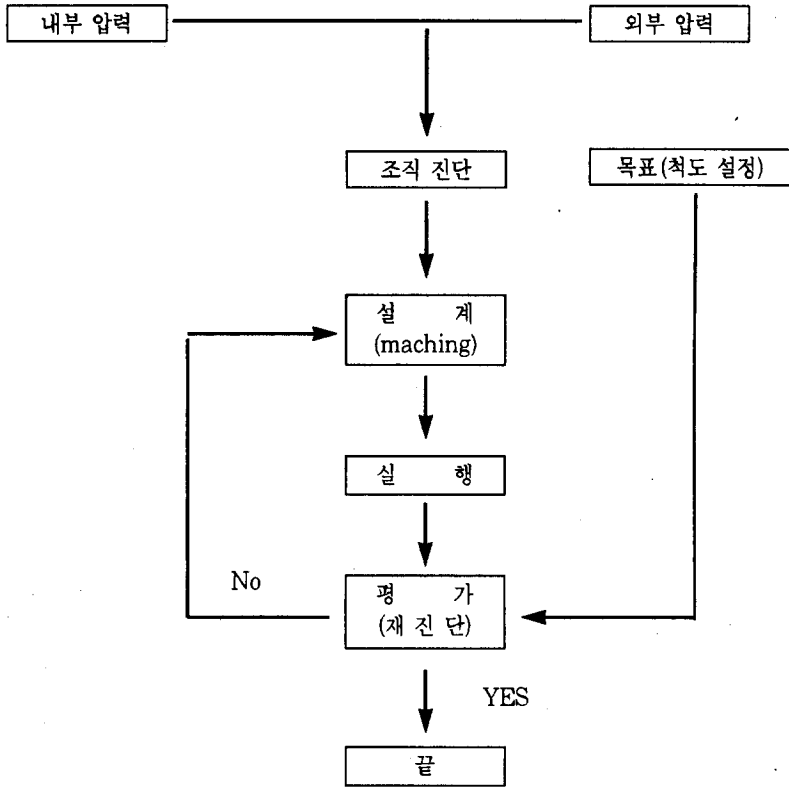 내부 압력
외부 압력
조직 진단
목표(척도 설정)
설 계
(maching)
실 행
No
평 가
(재 진 단)
YES
끝